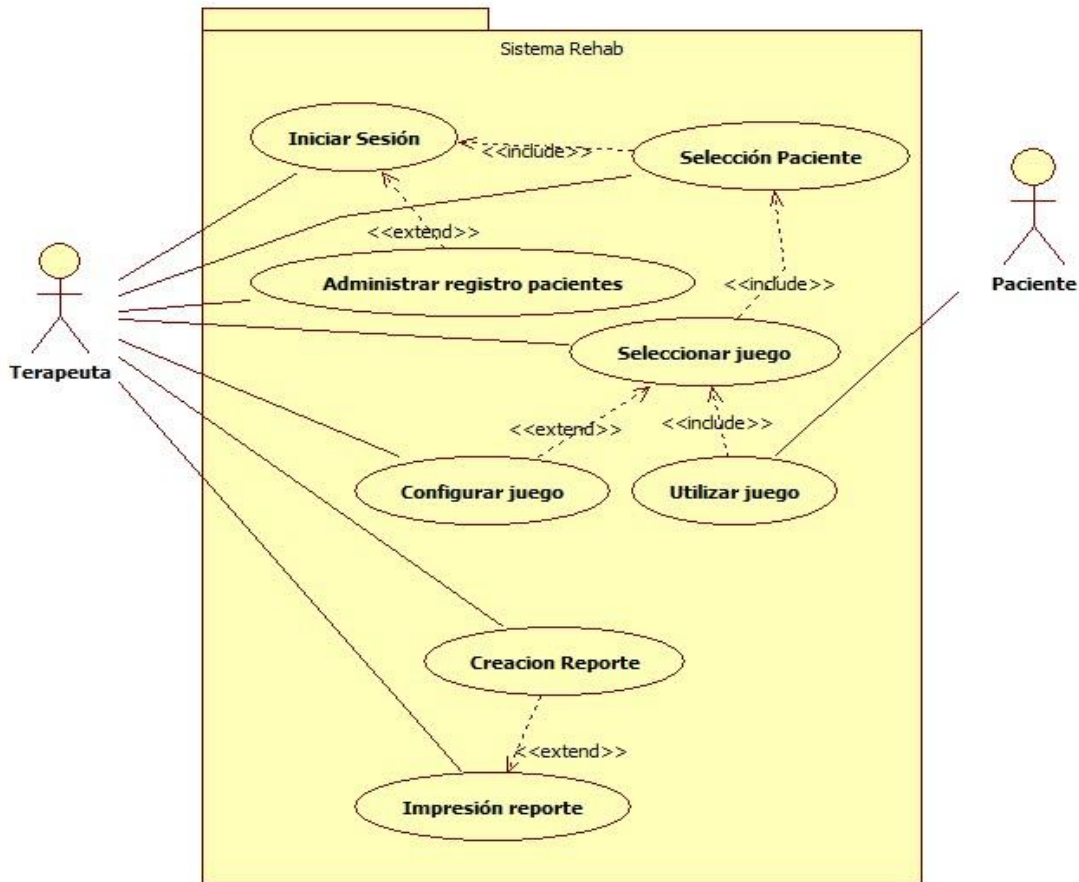 Sistema Rehab
Iniciar Sesión
<<include>>
Selección Paciente
<<extend>>
Administrar registro pacientes
<<include>>
Paciente
Terapeuta
Seleccionar juego
<<extend>>
<<include>>
Configurar juego
Utilizar juego
Creacion Reporte
<<extend>>
Impresión reporte